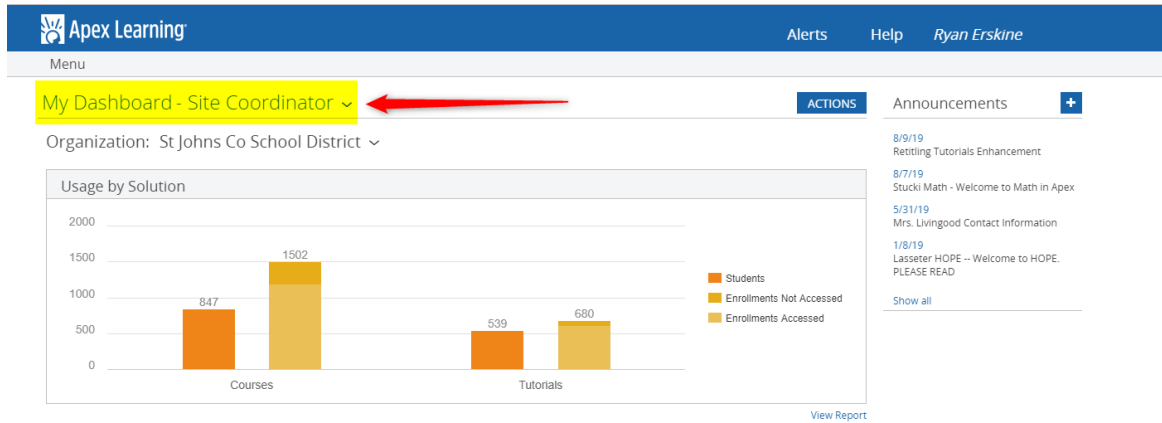 Apex Learning
Alerts Help Ryan Erskine
Menu
My Dashboard - Site Coordinator
ACTIONS
Organization: St Johns Co School District
Usage by Solution
2000
1500
1000
500
0
847
1502
539
680
Courses
Tutorials
Students
Enrollments Not Accessed
Enrollments Accessed
View Report
Announcements +
8/9/19
Retitling Tutorials Enhancement
8/7/19
Stucki Math - Welcome to Math in Apex
5/31/19
Mrs. Livingood Contact Information
1/8/19
Lasseter HOPE -- Welcome to HOPE.
PLEASE READ
Show all